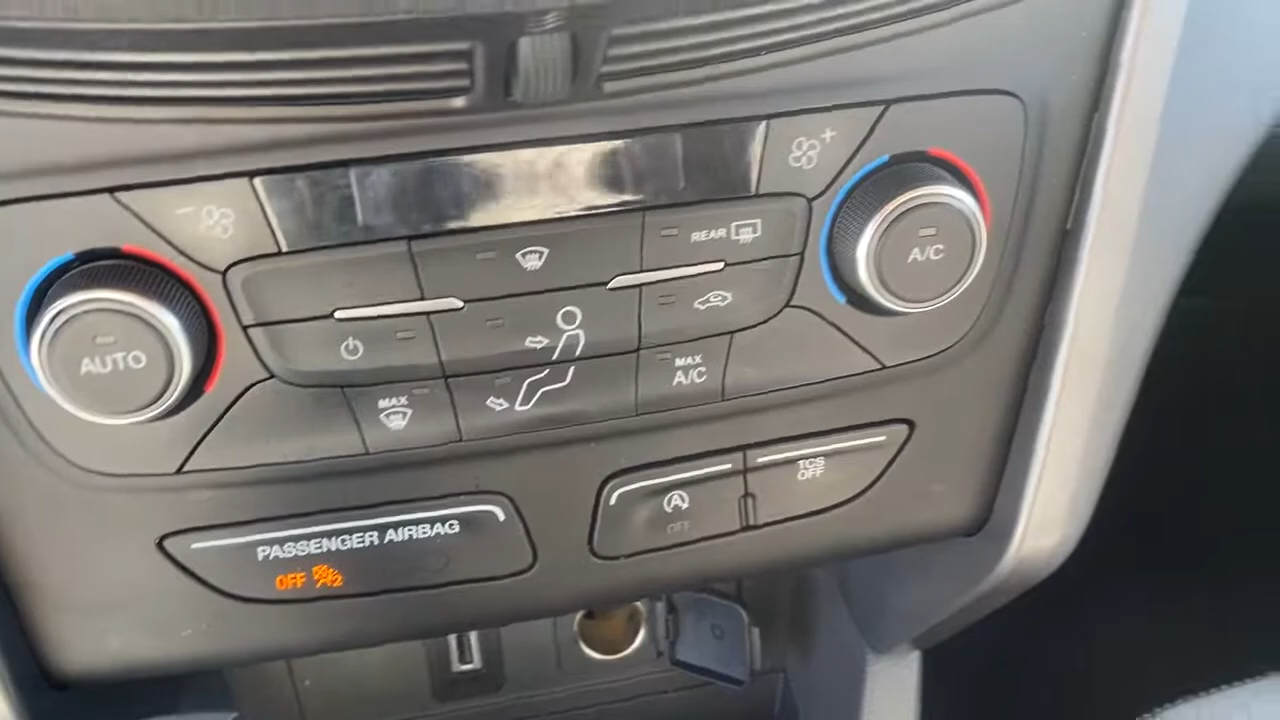 REAR
A/C
AUTO
MAX
A/C
MAX
PASSENGER AIRBAG
OFF
A
OFF
TCS
OFF